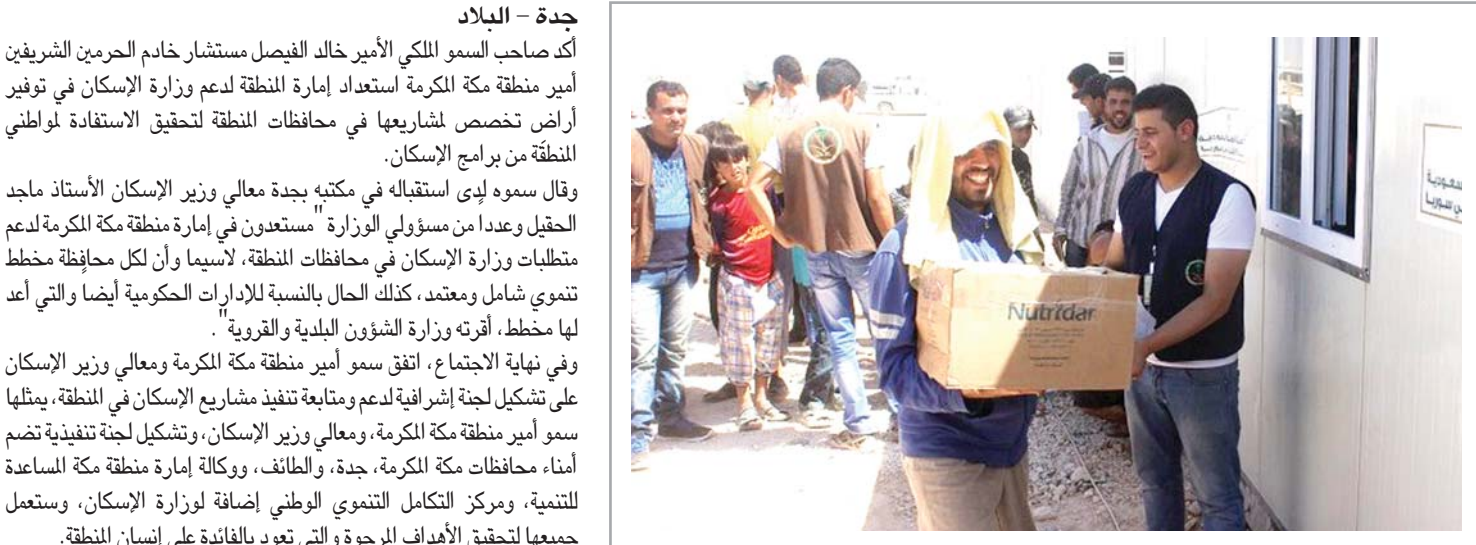 جدة – البلاد
أكد صاحب السمو الملكي الأمير خالد الفيصل مستشار خادم الحرمين الشريفين
أمير منطقة مكة المكرمة استعداد إمارة المنطقة لدعم وزارة الإسكان في توفير
أراض تخصص لمشاريعها في محافظات المنطقة لتحقيق الاستفادة لمواطني
المنطقّة من برامج الإسكان.
وقال سموه لدى استقباله في مكتبه بجدة معالي وزير الإسكان الأستاذ ماجد
الحقيل وعددا من مسؤولي الوزارة "مستعدون في إمارة منطقة مكة المكرمة لدعم
متطلبات وزارة الإسكان في محافظات المنطقة، لاسيما وأن لكل محافظة مخطط
تنموي شامل ومعتمد، كذلك الحال بالنسبة للإدارات الحكومية أيضا والتي أعد
لها مخطط، أقرته وزارة الشؤون البلدية والقروية".
وفي نهاية الاجتماع، اتفق سمو أمير منطقة مكة المكرمة ومعالي وزير الإسكان
على تشكيل لجنة إشرافية لدعم ومتابعة تنفيذ مشاريع الإسكان في المنطقة، يمثلها
سمو أمير منطقة مكة المكرمة، ومعالي وزير الإسكان، وتشكيل لجنة تنفيذية تضم
أمناء محافظات مكة المكرمة، جدة، والطائف، ووكالة إمارة منطقة مكة المساعدة
للتنمية، ومركز التكامل التنموي الوطني إضافة لوزارة الإسكان، وستعمل
جميعها لتحقيق الأهداف المرجوة والتي تعود بالفائدة على إنسان المنطقة.
Nutridar
سعودية
سوريا